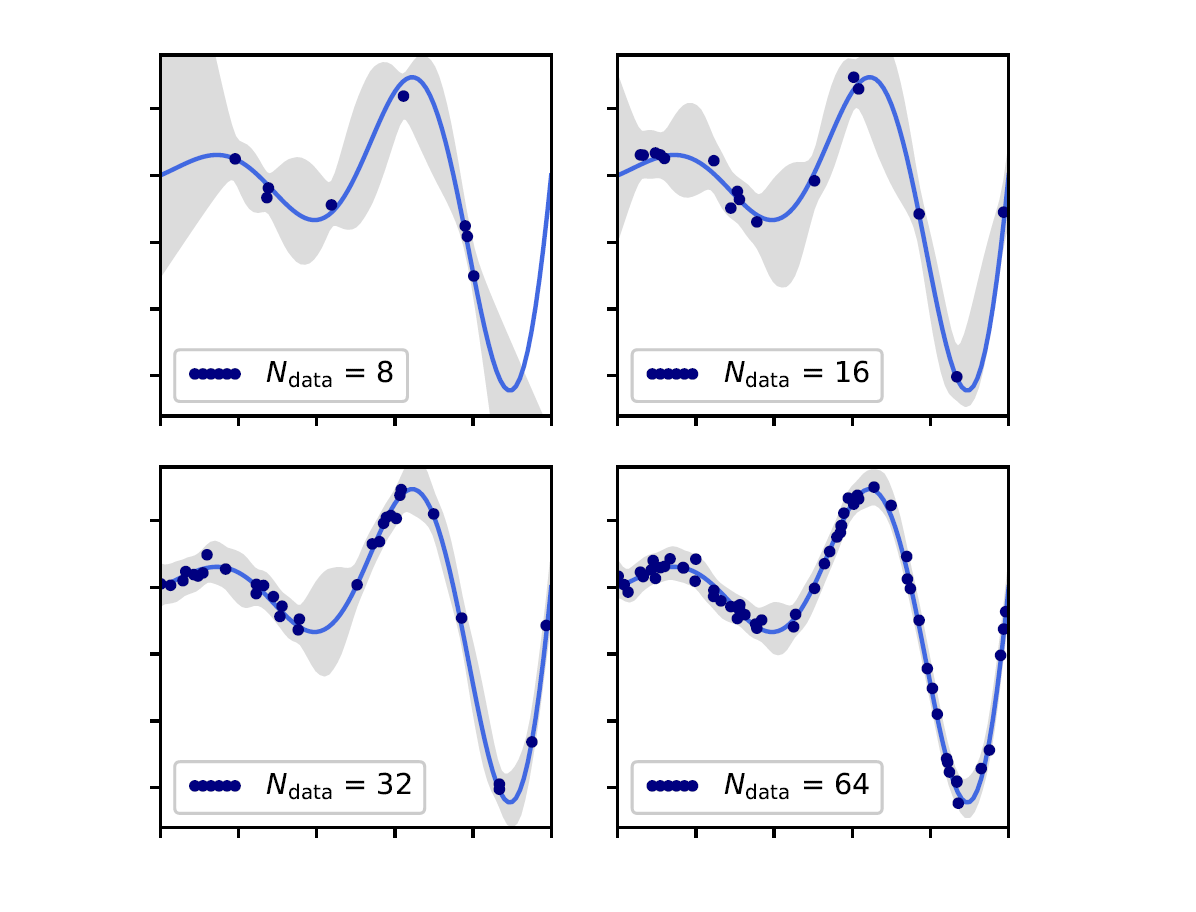 N_data = 8
N_data = 16
N_data = 32
N_data = 64